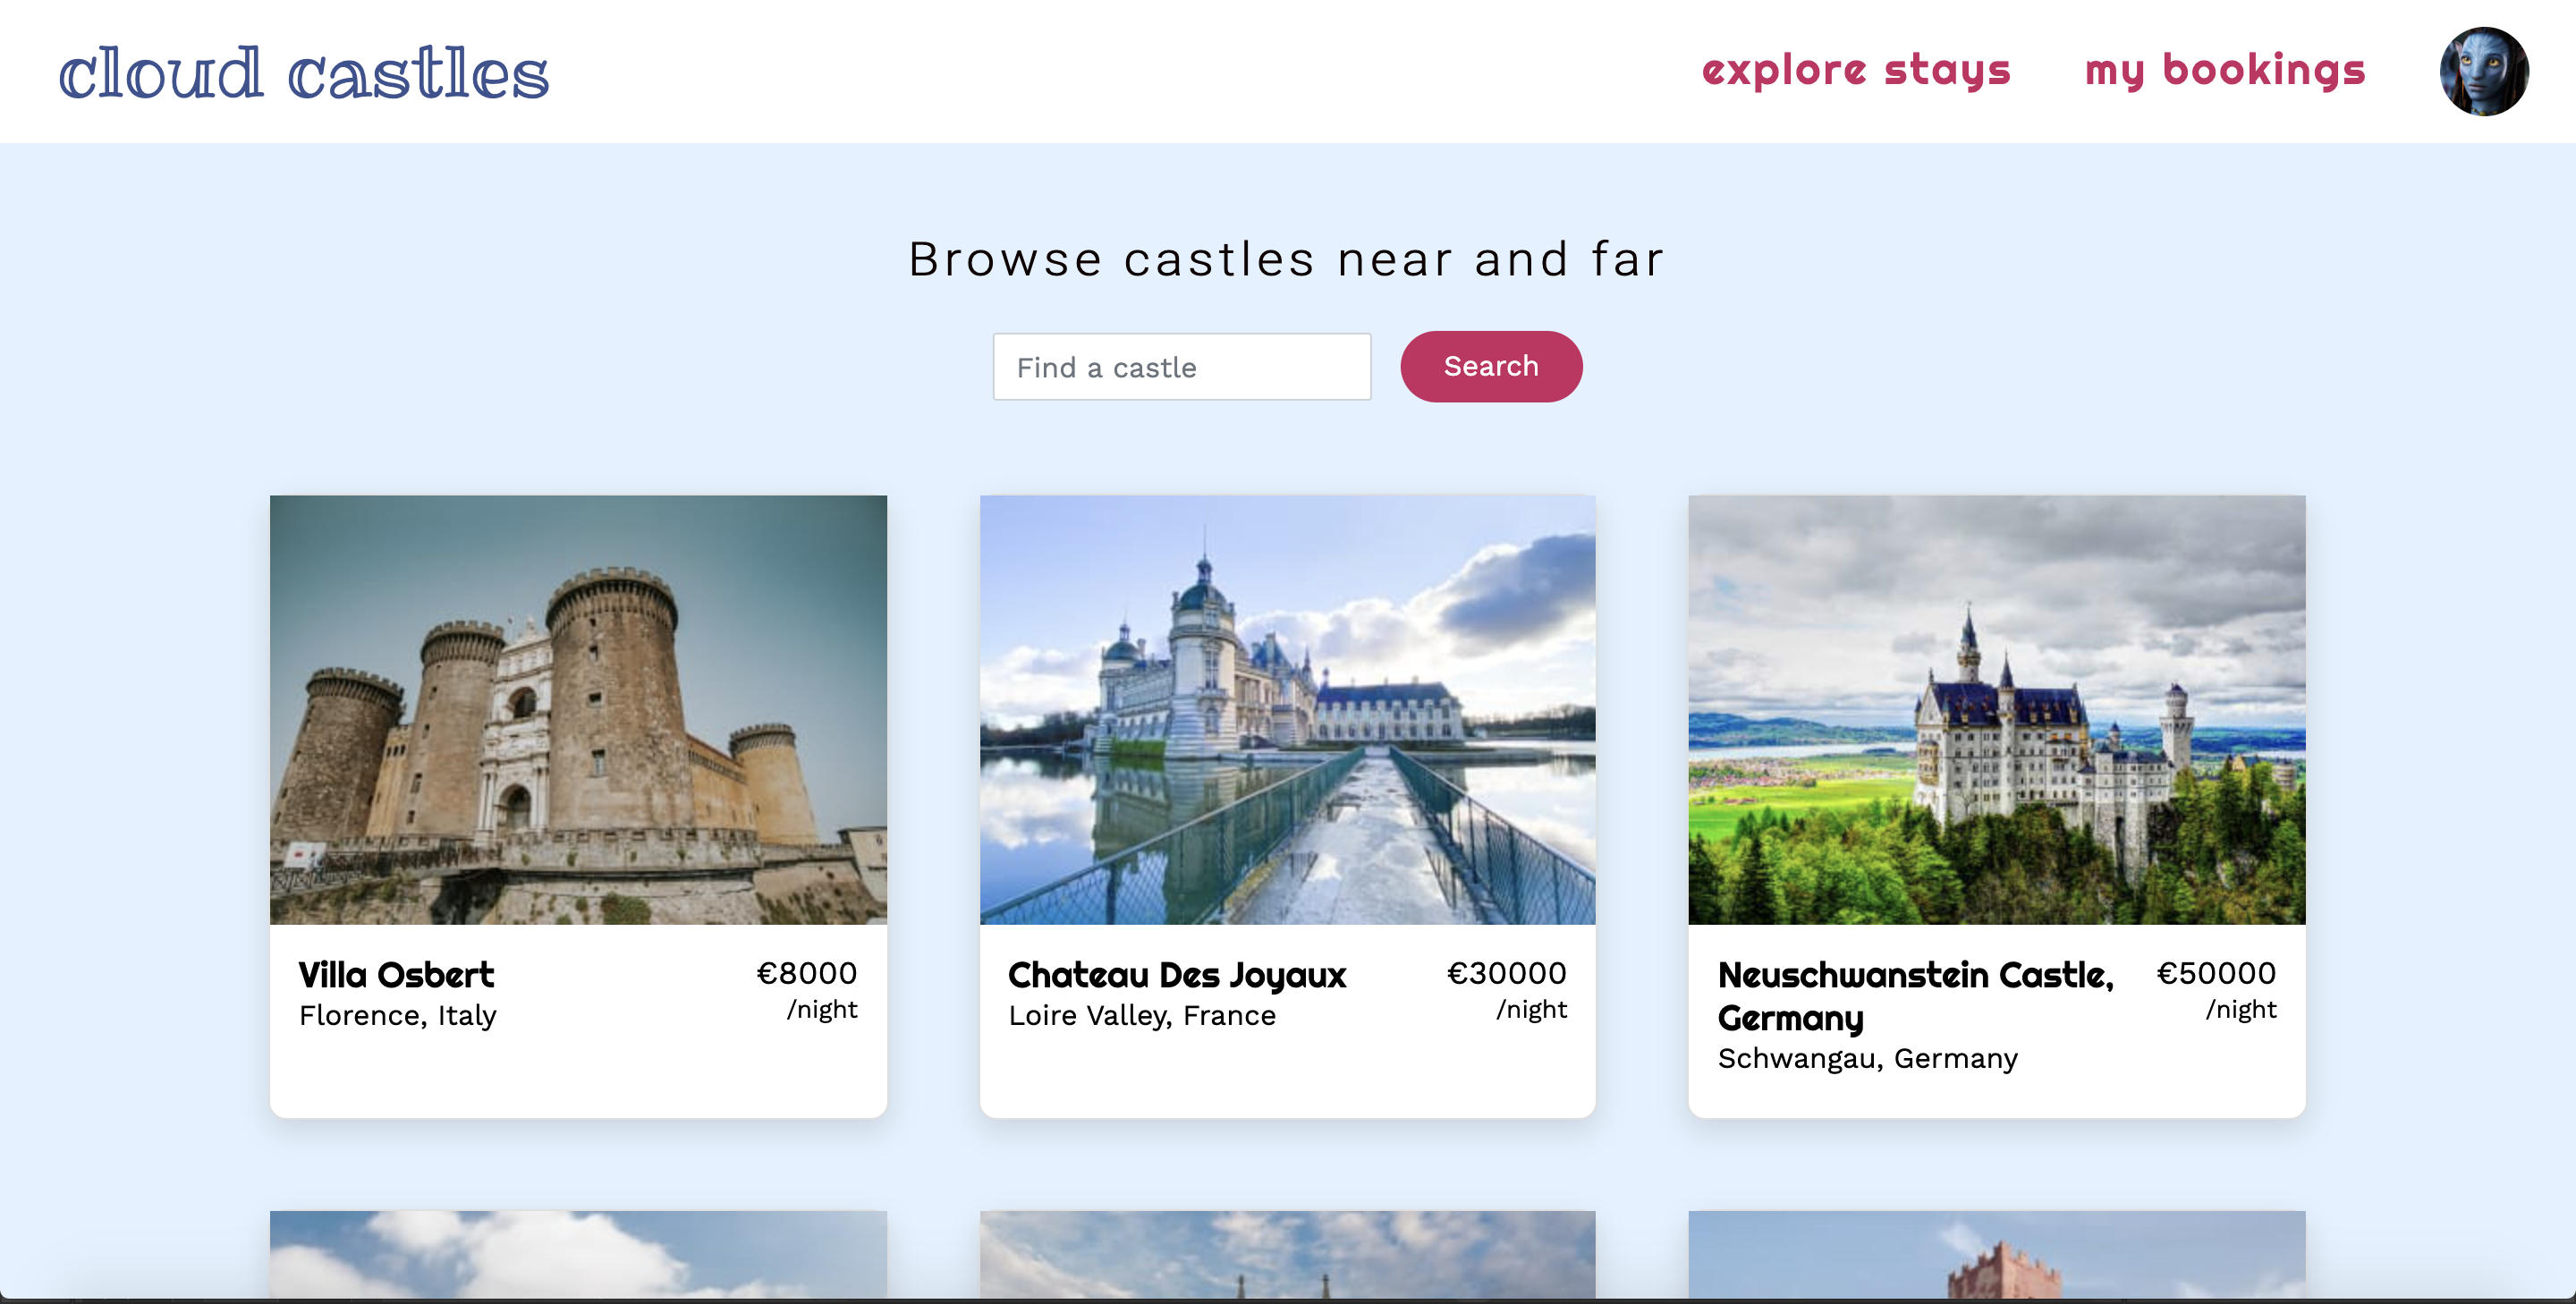 cloud castles
explore stays
my bookings
Browse castles near and far
Find a castle
Search
Villa Osbert
€8000
Florence, Italy
/night
Chateau Des Joyaux
€30000
Loire Valley, France
/night
Neuschwanstein Castle,
Germany
€50000
/night
Schwangau, Germany